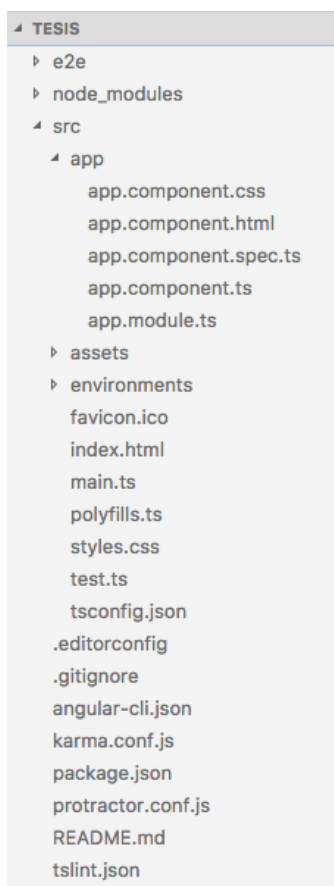 TESIS
e2e
node_modules
src
app
app.component.css
app.component.html
app.component.spec.ts
app.component.ts
app.module.ts
assets
environments
favicon.ico
index.html
main.ts
polyfills.ts
styles.css
test.ts
tsconfig.json
.editorconfig
.gitignore
angular-cli.json
karma.conf.js
package.json
protractor.conf.js
README.md
tslint.json